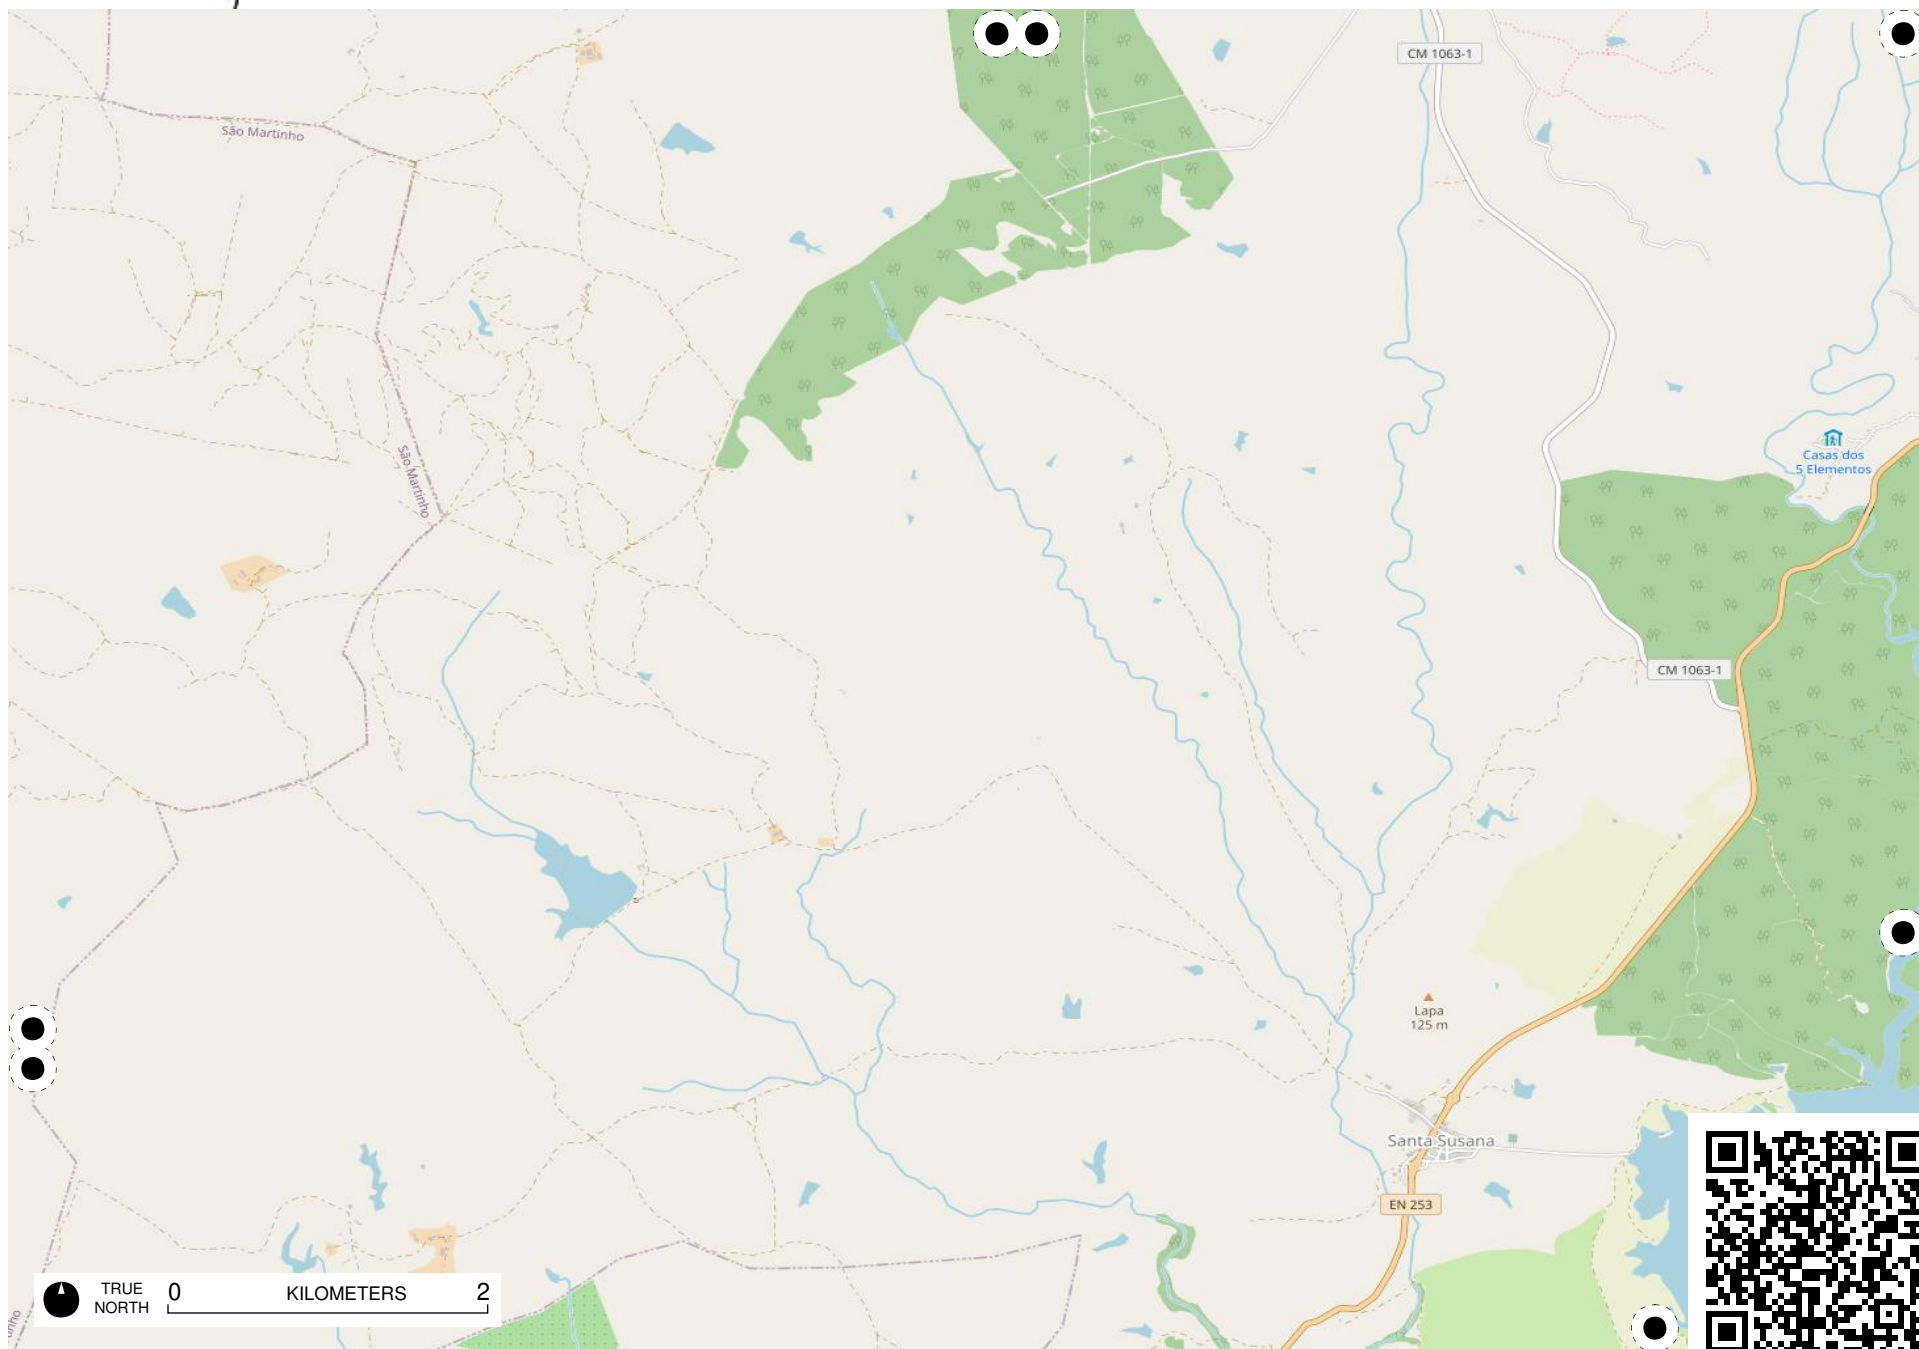 CM 1063-1
São Martinho
São Martinho
Casas dos
5 Elementos
CM 1063-1
Lapa
125 m
Santa Susana
EN 253
TRUE
NORTH
0 KILOMETERS 2